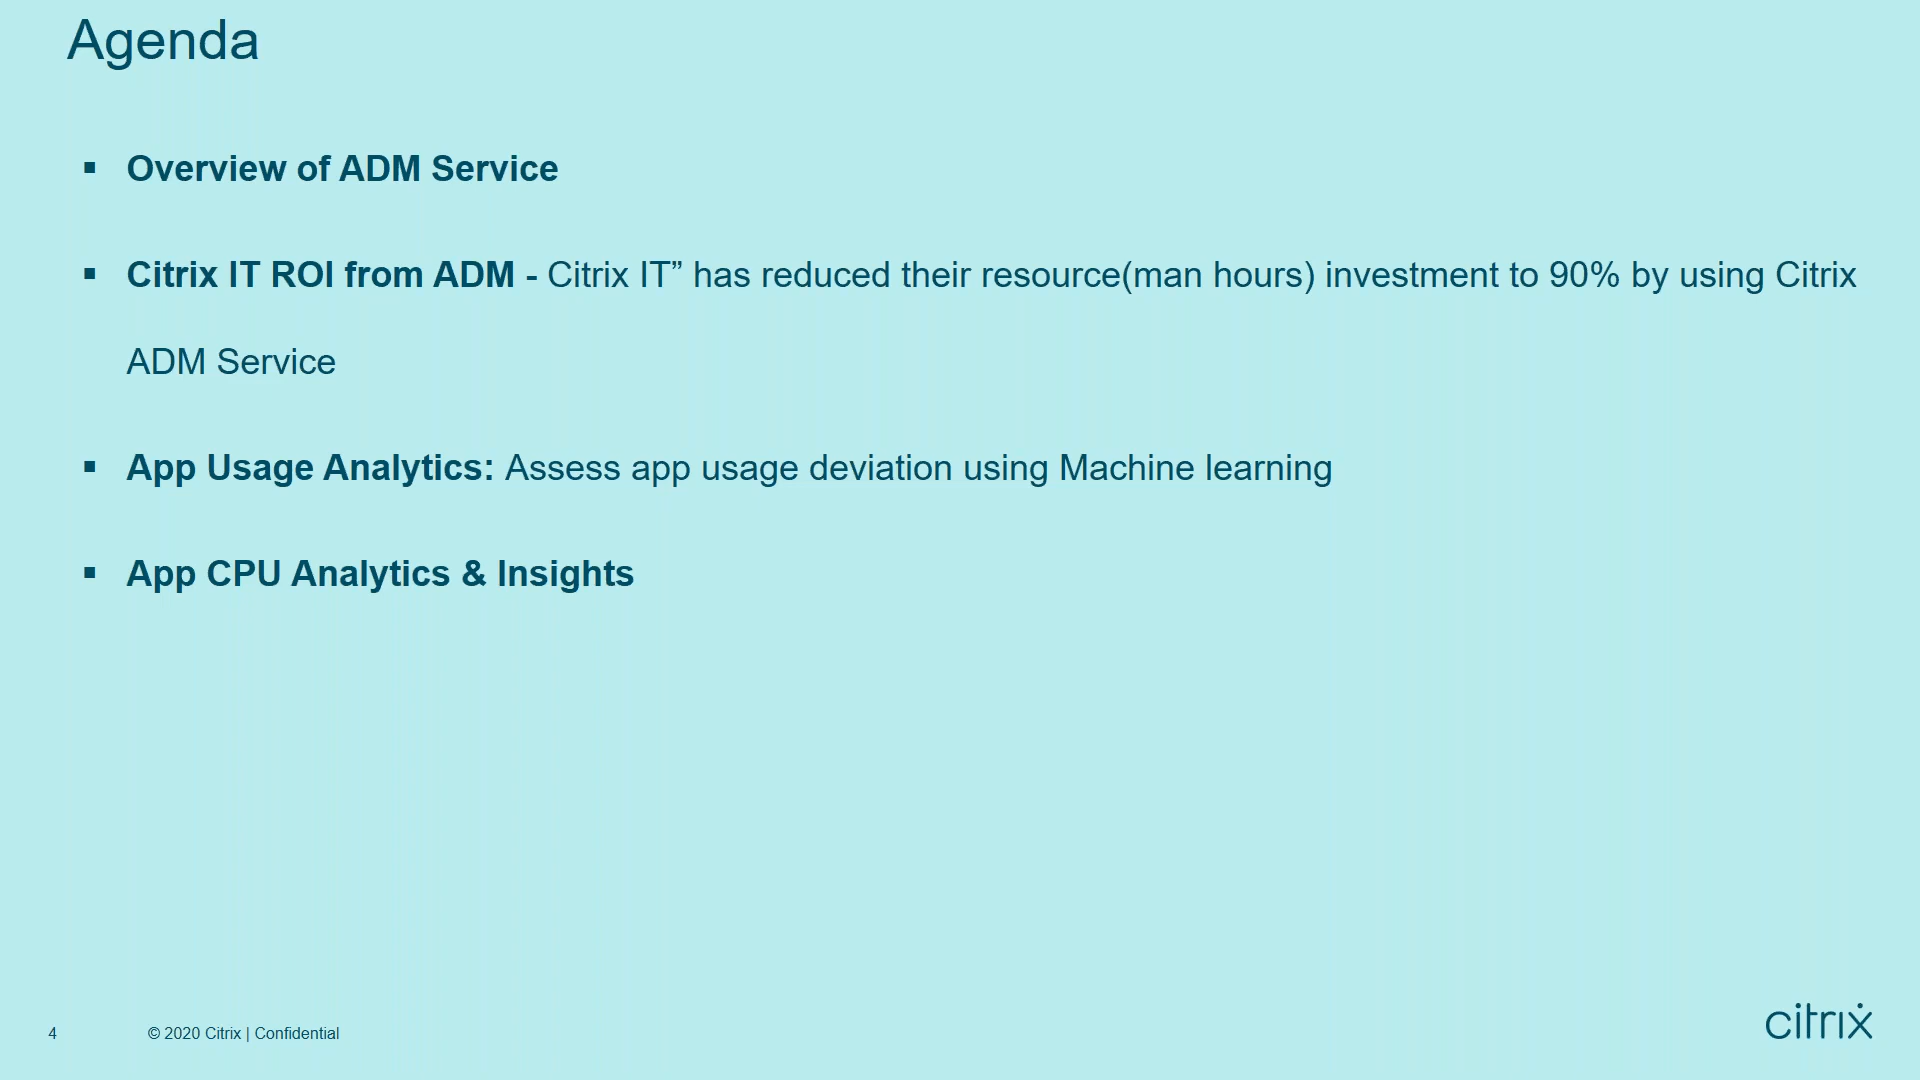 Agenda
▪ Overview of ADM Service
▪ Citrix IT ROI from ADM - Citrix IT” has reduced their resource(man hours) investment to 90% by using Citrix
ADM Service
▪ App Usage Analytics: Assess app usage deviation using Machine learning
▪ App CPU Analytics & Insights
4 © 2020 Citrix | Confidential
citrix